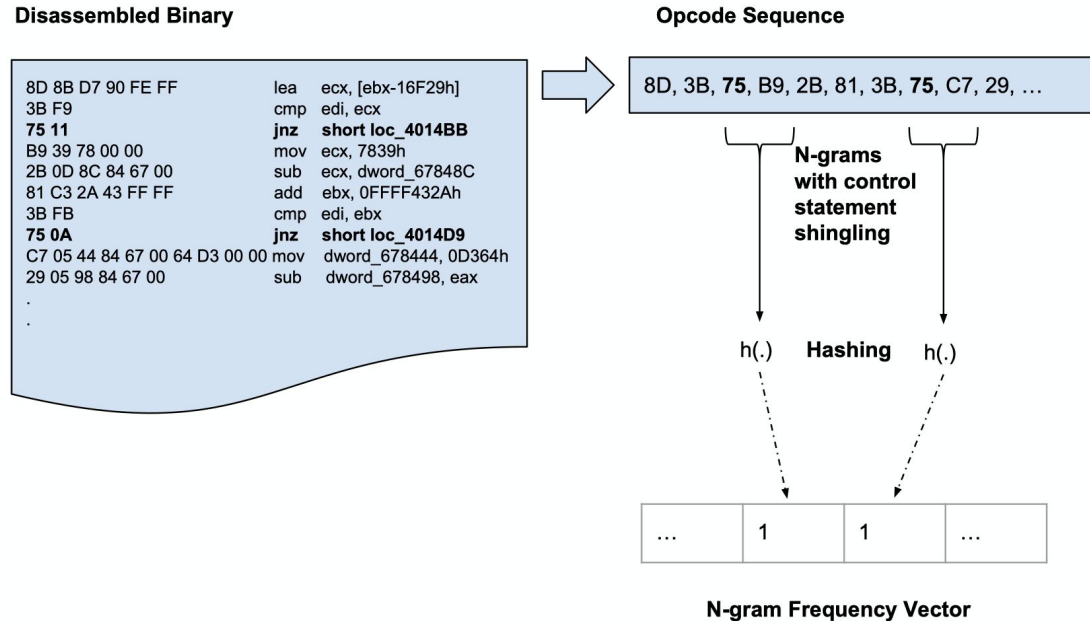 Disassembled Binary
8D 8B D7 90 FE FF lea ecx, [ebx-16F29h]
3B F9 cmp edi, ecx
75 11 jnz short loc_4014BB
B9 39 78 00 00 mov ecx, 7839h
2B 0D 8C 84 67 00 sub ecx, dword_67848C
81 C3 2A 43 FF FF add ebx, 0FFFF432Ah
3B FB cmp edi, ebx
75 0A jnz short loc_4014D9
C7 05 44 84 67 00 64 D3 00 00 mov dword_678444, 0D364h
29 05 98 84 67 00 sub dword_678498, eax
.
.
Opcode Sequence
8D, 3B, 75, B9, 2B, 81, 3B, 75, C7, 29, ...
N-grams
with control
statement
shingling
h(.) Hashing h(.)
... 1 1 ...
N-gram Frequency Vector